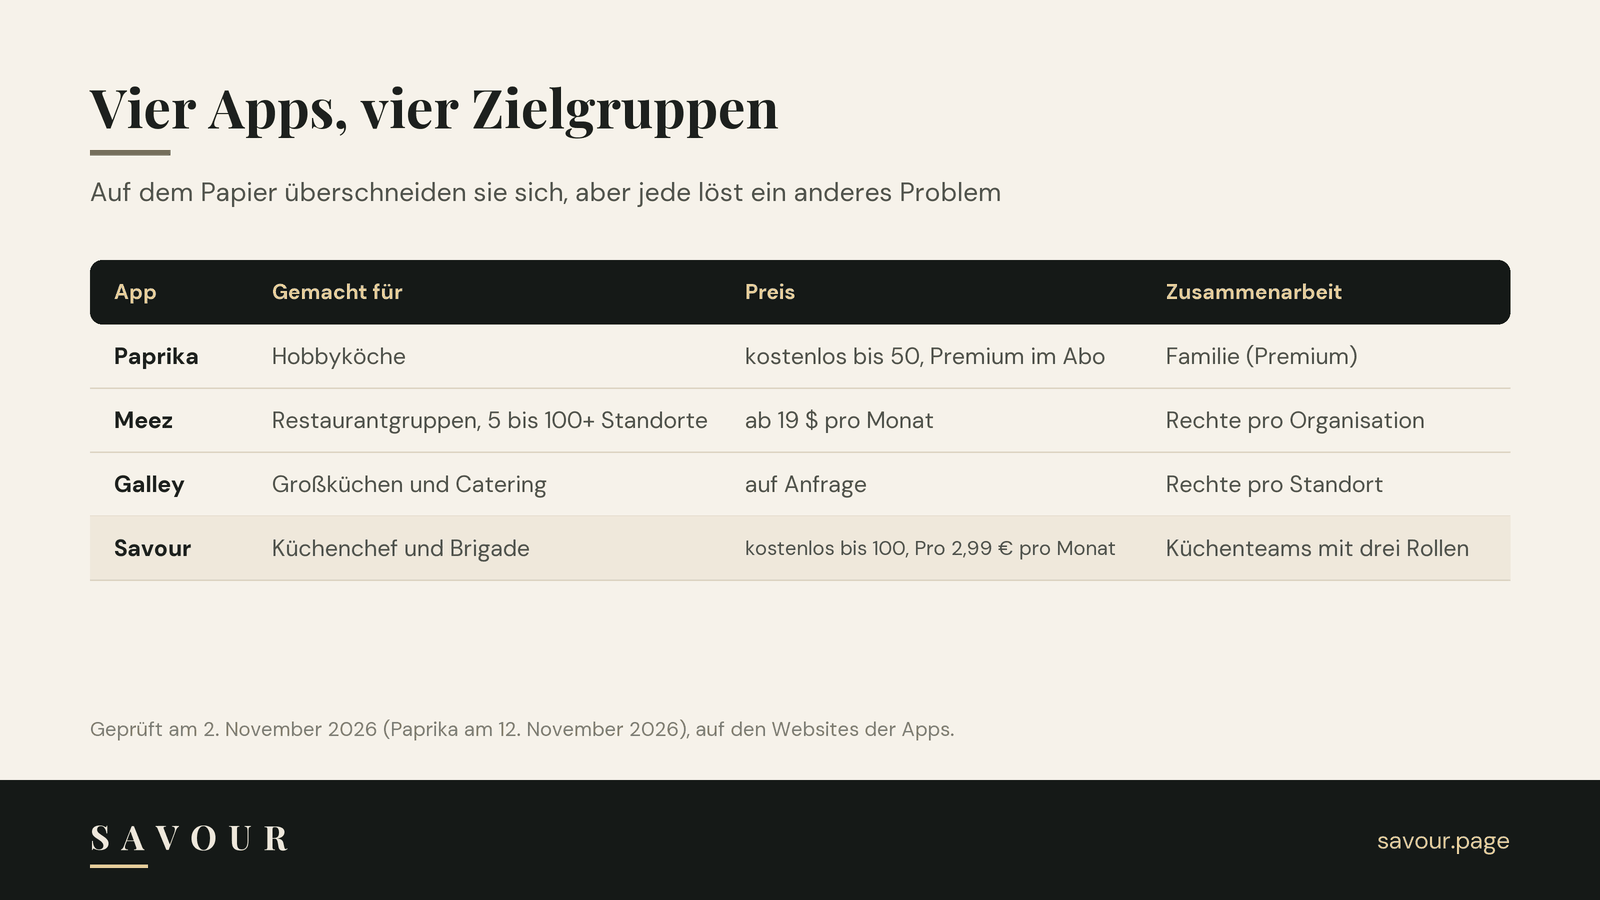 Vier Apps, vier Zielgruppen
Auf dem Papier überschneiden sie sich, aber jede löst ein anderes Problem
App Gemacht für Preis Zusammenarbeit
Paprika Hobbyköche kostenlos bis 50, Premium im Abo Familie (Premium)
Meez Restaurantgruppen, 5 bis 100+ Standorte ab 19 $ pro Monat Rechte pro Organisation
Galley Großküchen und Catering auf Anfrage Rechte pro Standort
Savour Küchenchef und Brigade kostenlos bis 100, Pro 2,99 € pro Monat Küchenteams mit drei Rollen
Geprüft am 2. November 2026 (Paprika am 12. November 2026), auf den Websites der Apps.
SAVOUR savour.page